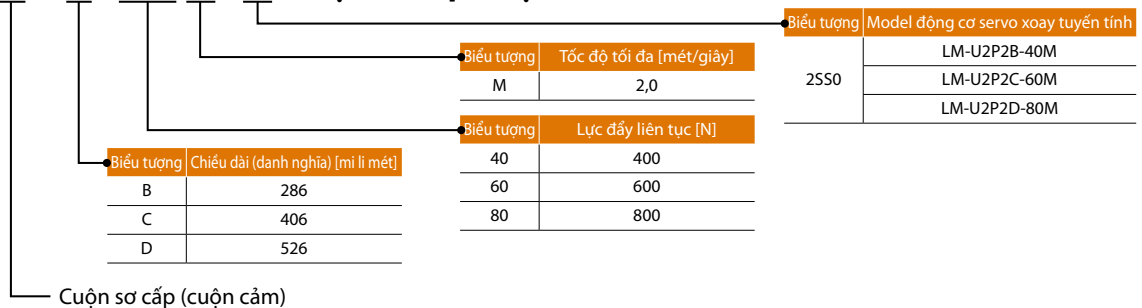 Biểu tượng Model động cơ servo xoay tuyến tính
2SS0 LM-U2P2B-40M
LM-U2P2C-60M
LM-U2P2D-80M
Biểu tượng Tốc độ tối đa [mét/giây]
M 2,0
Biểu tượng Lực đẩy liên tục [N]
40 400
60 600
80 800
Biểu tượng Chiều dài (danh nghĩa) [mi li mét]
B 286
C 406
D 526
Cuộn sơ cấp (cuộn cảm)